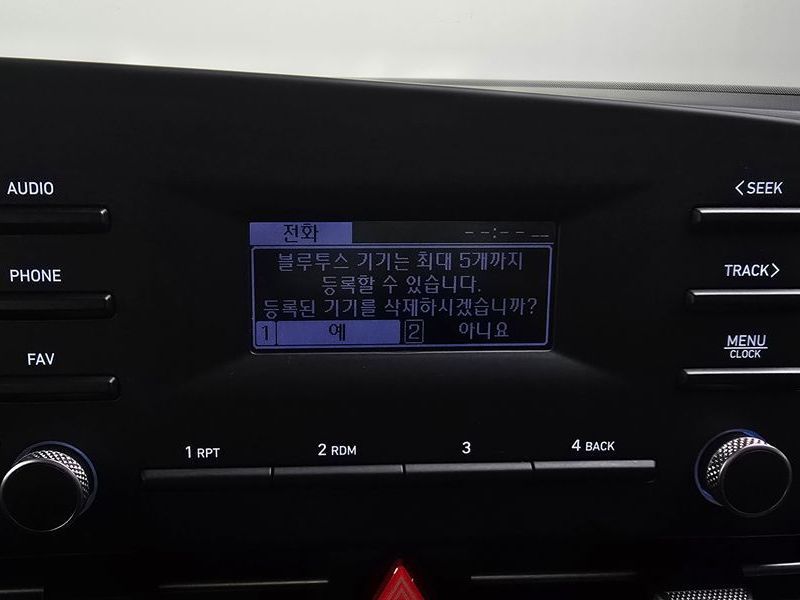 AUDIO
<SEEK
전화
--:-- --
블루투스 기기는 최대 5개까지
등록할 수 있습니다.
등록된 기기를 삭제하시겠습니까?
1 예 2 아니요
PHONE
TRACK>
FAV
MENU
CLOCK
1 RPT 2 RDM 3 4 BACK